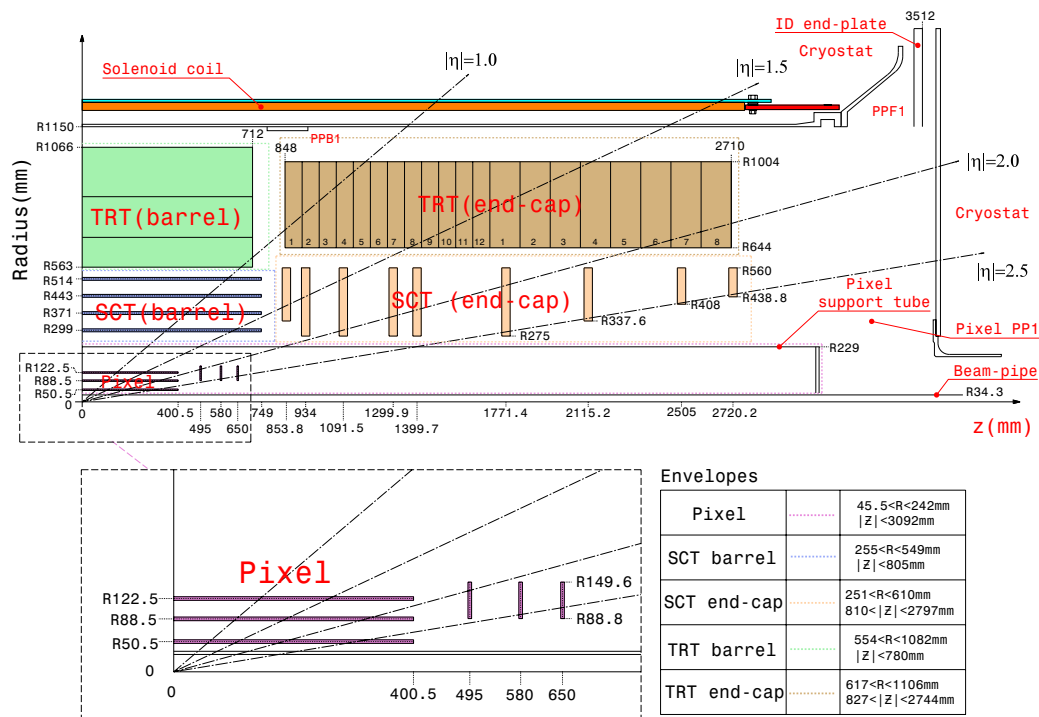 3512
ID end-plate
Cryostat
|η|=1.0
|η|=1.5
Solenoid coil
PPF1
R1150
712
PPB1
R1066
848
2710
R1004
|η|=2.0
TRT(barrel)
TRT(end-cap)
Cryostat
Radius(mm)
1 2 3 4 5 6 7 8 9 10 11 12 1 2 3 4 5 6 7 8
R644
R563
R560
|η|=2.5
R514
Pixel
support tube
R443
SCT(barrel)
SCT (end-cap)
R438.8
R408
R371
R337.6
R299
R275
Pixel PP1
R229
R122.5
R88.5
Pixel
R50.5
Beam-pipe
R34.3
0
0
400.5 580 749 934 1299.9 1771.4 2115.2 2505 2720.2
495 650 853.8 1091.5 1399.7
z(mm)
Envelopes
Pixel
45.5<R<242mm
|Z|<3092mm
SCT barrel
255<R<549mm
|Z|<805mm
SCT end-cap
251<R<610mm
810<|Z|<2797mm
TRT barrel
554<R<1082mm
|Z|<780mm
TRT end-cap
617<R<1106mm
827<|Z|<2744mm
Pixel
R149.6
R122.5
R88.5
R88.8
R50.5
0
0
400.5 495 580 650